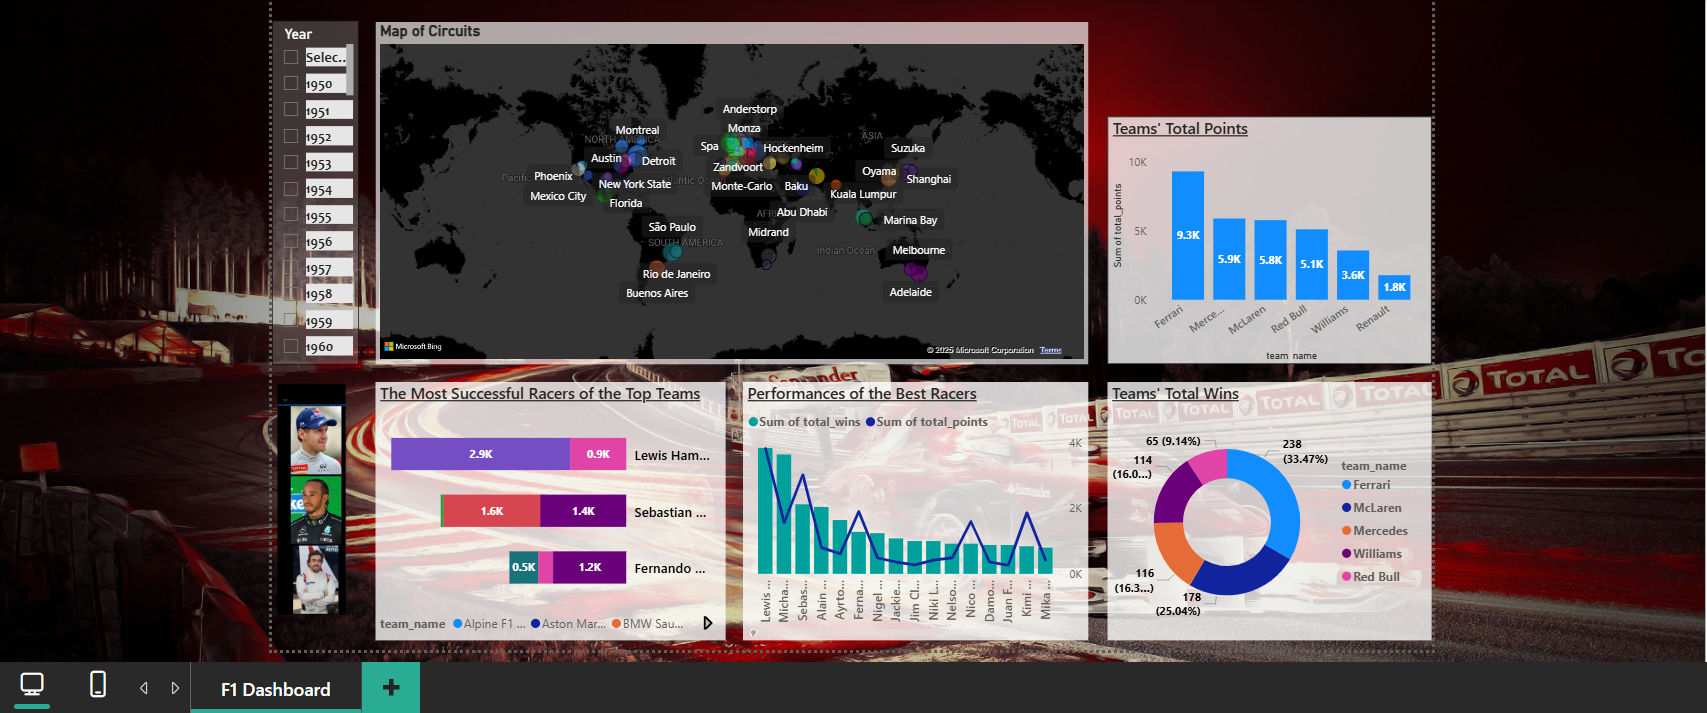 Year
Selec...
1950
1951
1952
1953
1954
1955
1956
1957
1958
1959
1960
Map of Circuits
Anderstorp
Monza
Montreal
NORTH
Spa
Hockenheim
ASIA
Suzuka
Austin
Detroit
Zandvoort
Oyama
Phoenix
Pacific
New York State
Monte-Carlo
Baku
Shanghai
Mexico City
Florida
Kuala Lumpur
Abu Dhabi
São Paulo
Marina Bay
Midrand
SOUTH AMERICA
Indian Ocean
Melbourne
Rio de Janeiro
Buenos Aires
Adelaide
Microsoft Bing
© 2025 Microsoft Corporation Terms
Teams' Total Points
Sum of total_points
10K
5K
0K
9.3K
5.9K
5.8K
5.1K
3.6K
1.8K
Ferrari
Merce...
McLaren
Red Bull
Williams
Renault
team_name
The Most Successful Racers of the Top Teams
2.9K 0.9K Lewis Ham...
1.6K 1.4K Sebastian ...
0.5K 1.2K Fernando ...
team_name Alpine F1 ... Aston Mar... BMW Sau...
Santander
Performances of the Best Racers
Sum of total_wins Sum of total_points
4K
2K
0K
Lewis ...
Micha...
Sebas...
Alain ...
Ayrto...
Ferna...
Nigel ...
Jackie...
Jim Cl...
Niki L...
Nelso...
Nico ...
Damo...
Juan F...
Kimi ...
Mika ...
Teams' Total Wins
65 (9.14%)
238
(33.47%)
114
(16.0...)
116
(16.3...)
178
(25.04%)
team_name
Ferrari
McLaren
Mercedes
Williams
Red Bull
TOTAL
TOTAL
TOTAL
F1 Dashboard